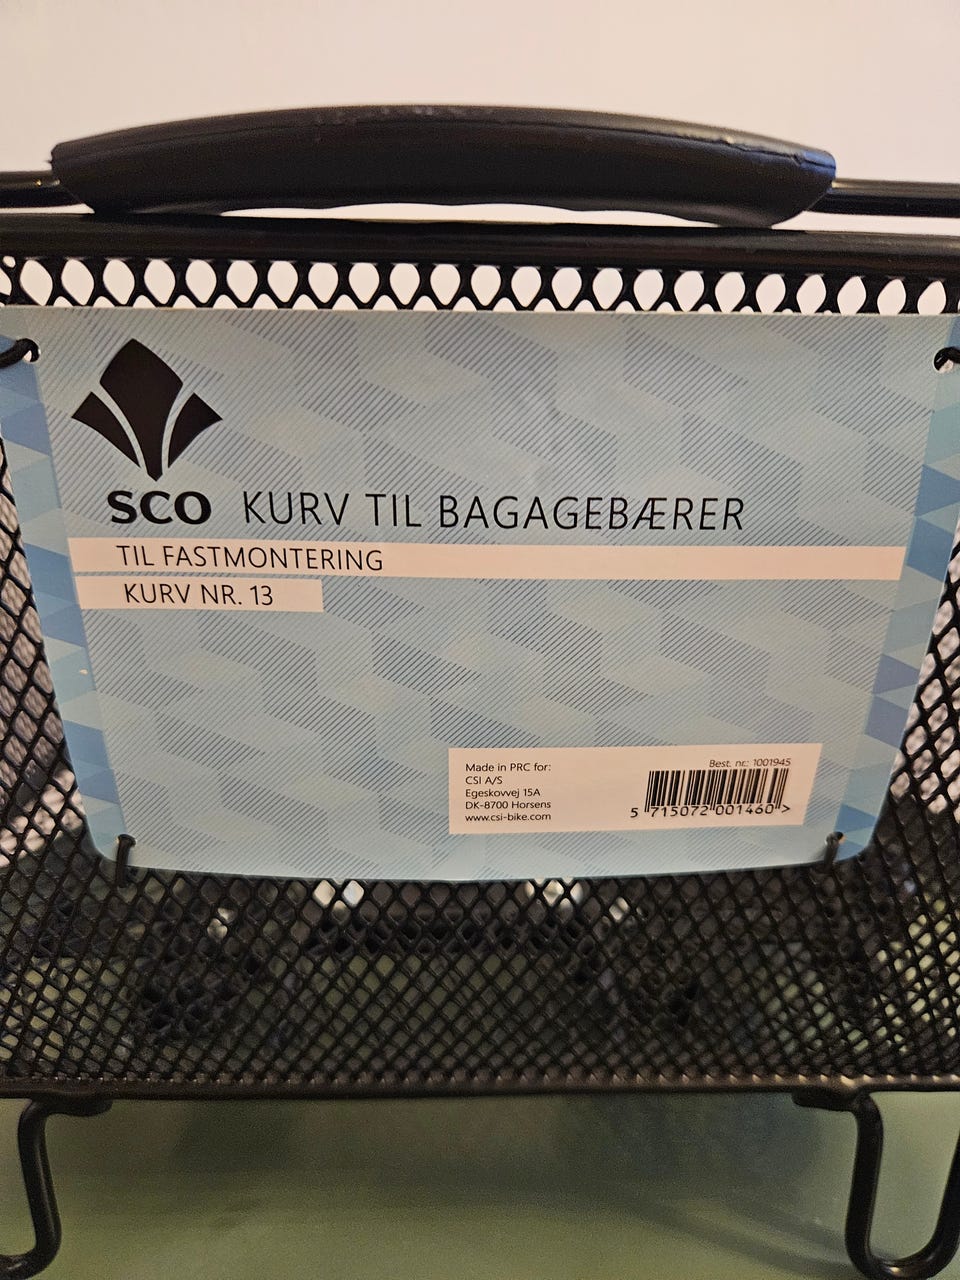 SCO KURV TIL BAGAGEBÆRER
TIL FASTMONTERING
KURV NR. 13
Made in PRC for:
CSI A/S
Egeskovvej 15A
DK-8700 Horsens
www.csi-bike.com
Best. nr.: 1001945
5 715072 001460 >